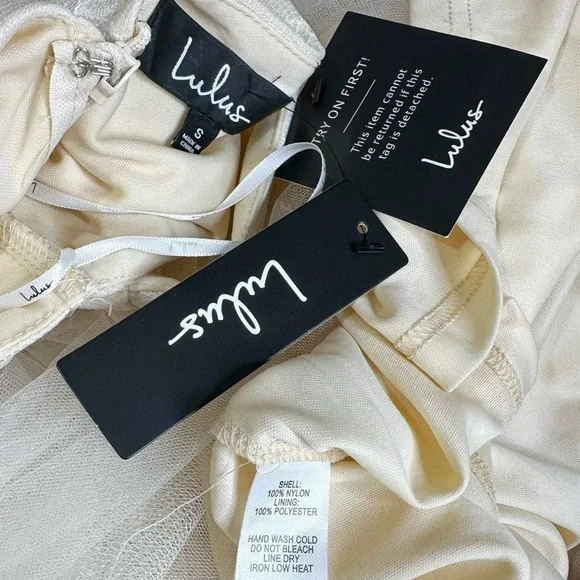 Lulus
S
MADE IN
CHINA
TRY ON FIRST!
This item cannot
be returned if this
tag is detached.
Lulus
Lulus
Lulus
SHELL:
100% NYLON
LINING:
100% POLYESTER
HAND WASH COLD
DO NOT BLEACH
LINE DRY
IRON LOW HEAT